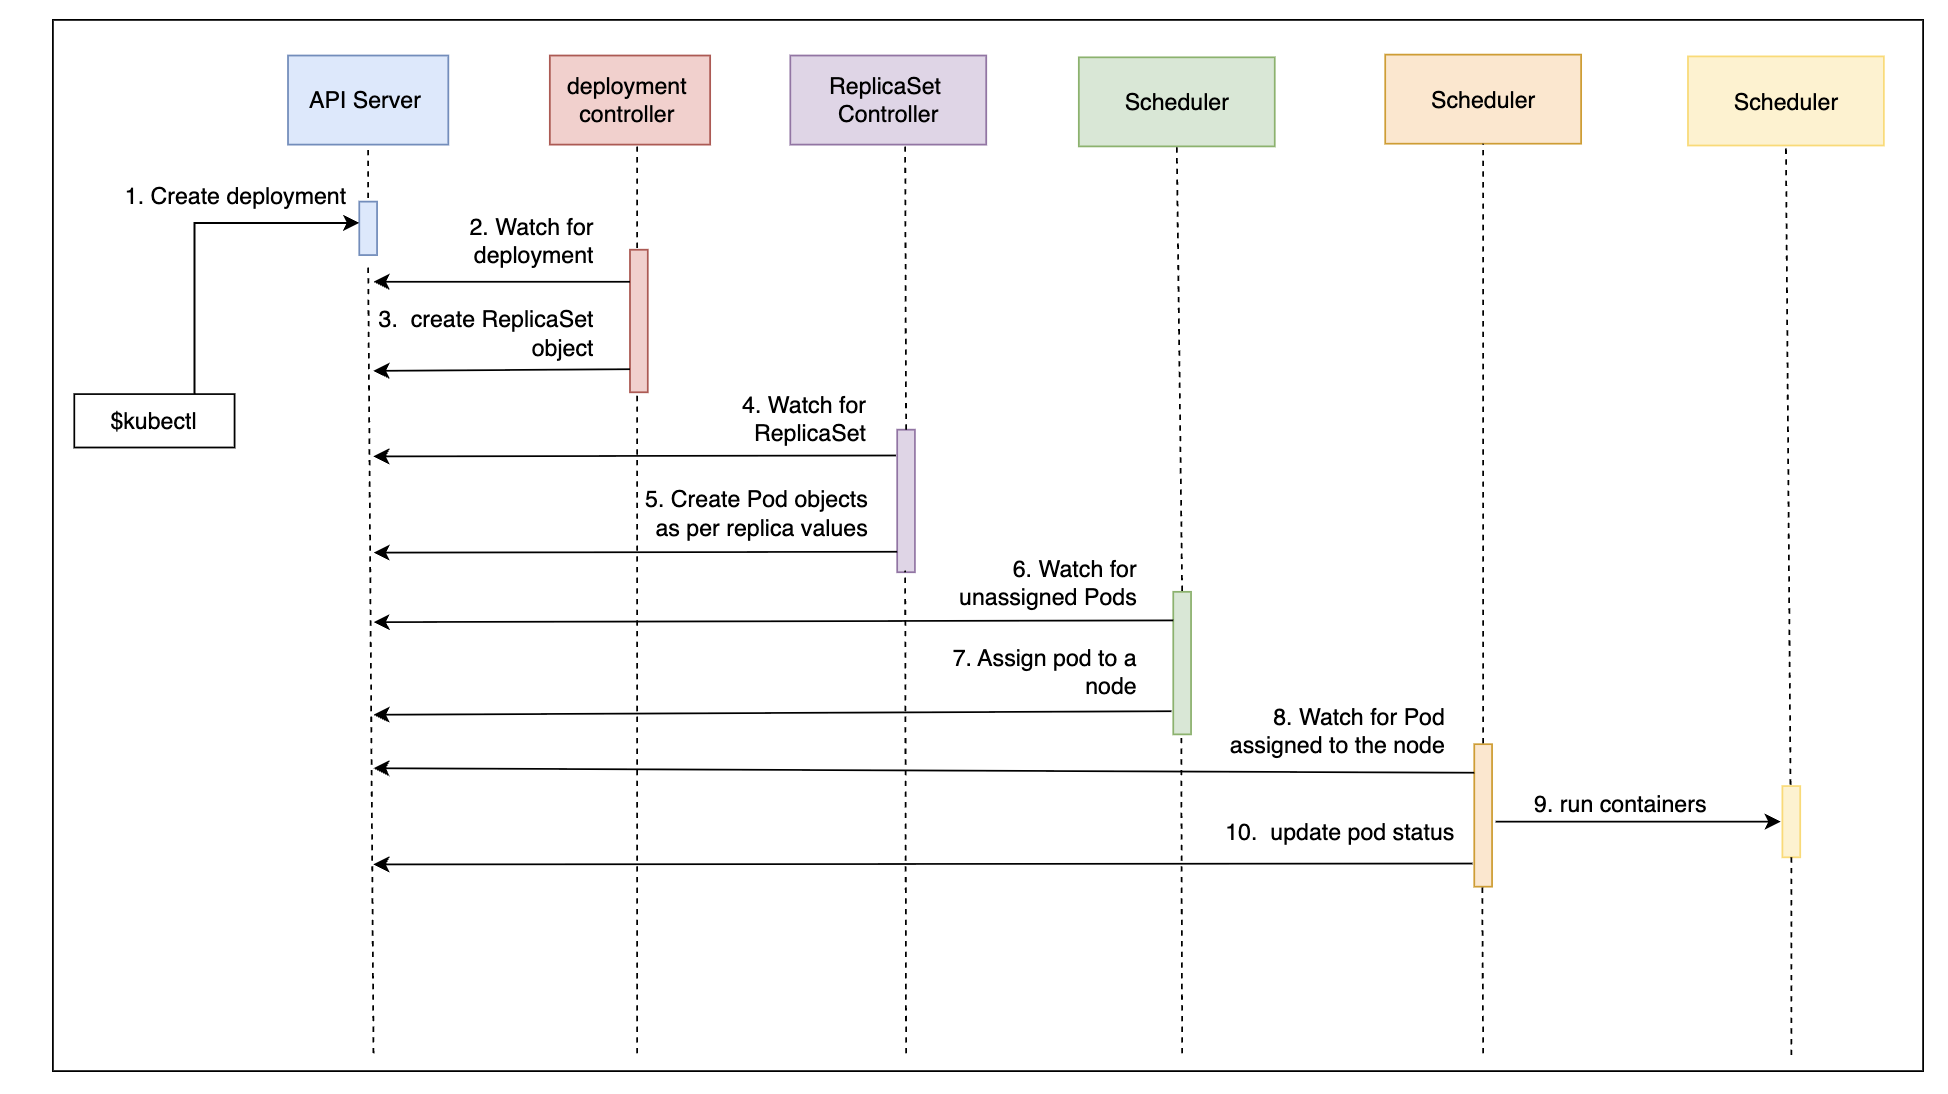 API Server
deployment
controller
ReplicaSet
Controller
Scheduler
Scheduler
Scheduler
1. Create deployment
2. Watch for
deployment
3.  create ReplicaSet
object
4. Watch for
ReplicaSet
$kubectl
5. Create Pod objects
as per replica values
6. Watch for
unassigned Pods
7. Assign pod to a
node
8. Watch for Pod
assigned to the node
9. run containers
10.  update pod status